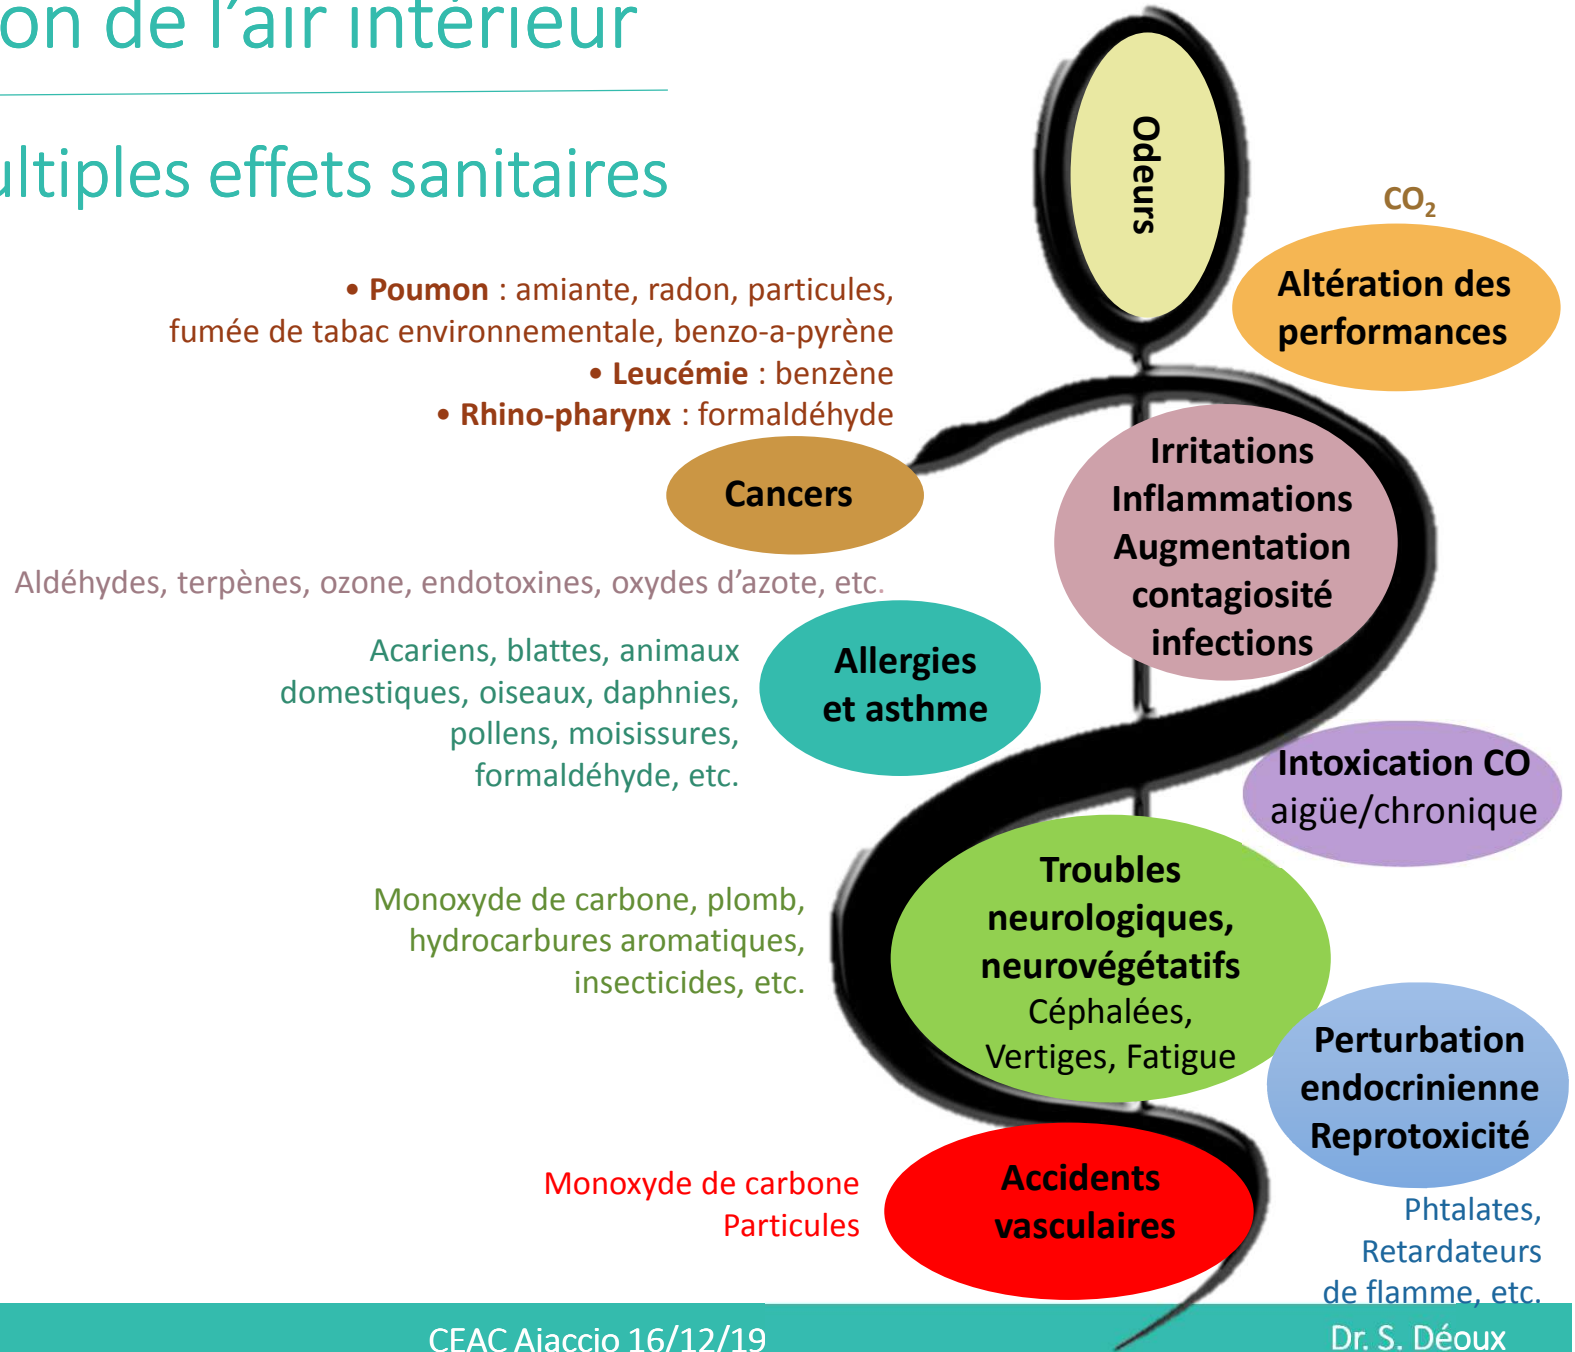 on de l’air intérieur
ultiples effets sanitaires
Odeurs
CO₂
Altération des
performances
• Poumon : amiante, radon, particules,
fumée de tabac environnementale, benzo-a-pyrène
• Leucémie : benzène
• Rhino-pharynx : formaldéhyde
Cancers
Irritations
Inflammations
Augmentation
contagiosité
infections
Aldéhydes, terpènes, ozone, endotoxines, oxydes d’azote, etc.
Acariens, blattes, animaux
domestiques, oiseaux, daphnies,
pollens, moisissures,
formaldéhyde, etc.
Allergies
et asthme
Intoxication CO
aigüe/chronique
Monoxyde de carbone, plomb,
hydrocarbures aromatiques,
insecticides, etc.
Troubles
neurologiques,
neurovégétatifs
Céphalées,
Vertiges, Fatigue
Perturbation
endocrinienne
Reprotoxicité
Monoxyde de carbone
Particules
Accidents
vasculaires
Phtalates,
Retardateurs
de flamme, etc.
CEAC Ajaccio 16/12/19
Dr. S. Déoux